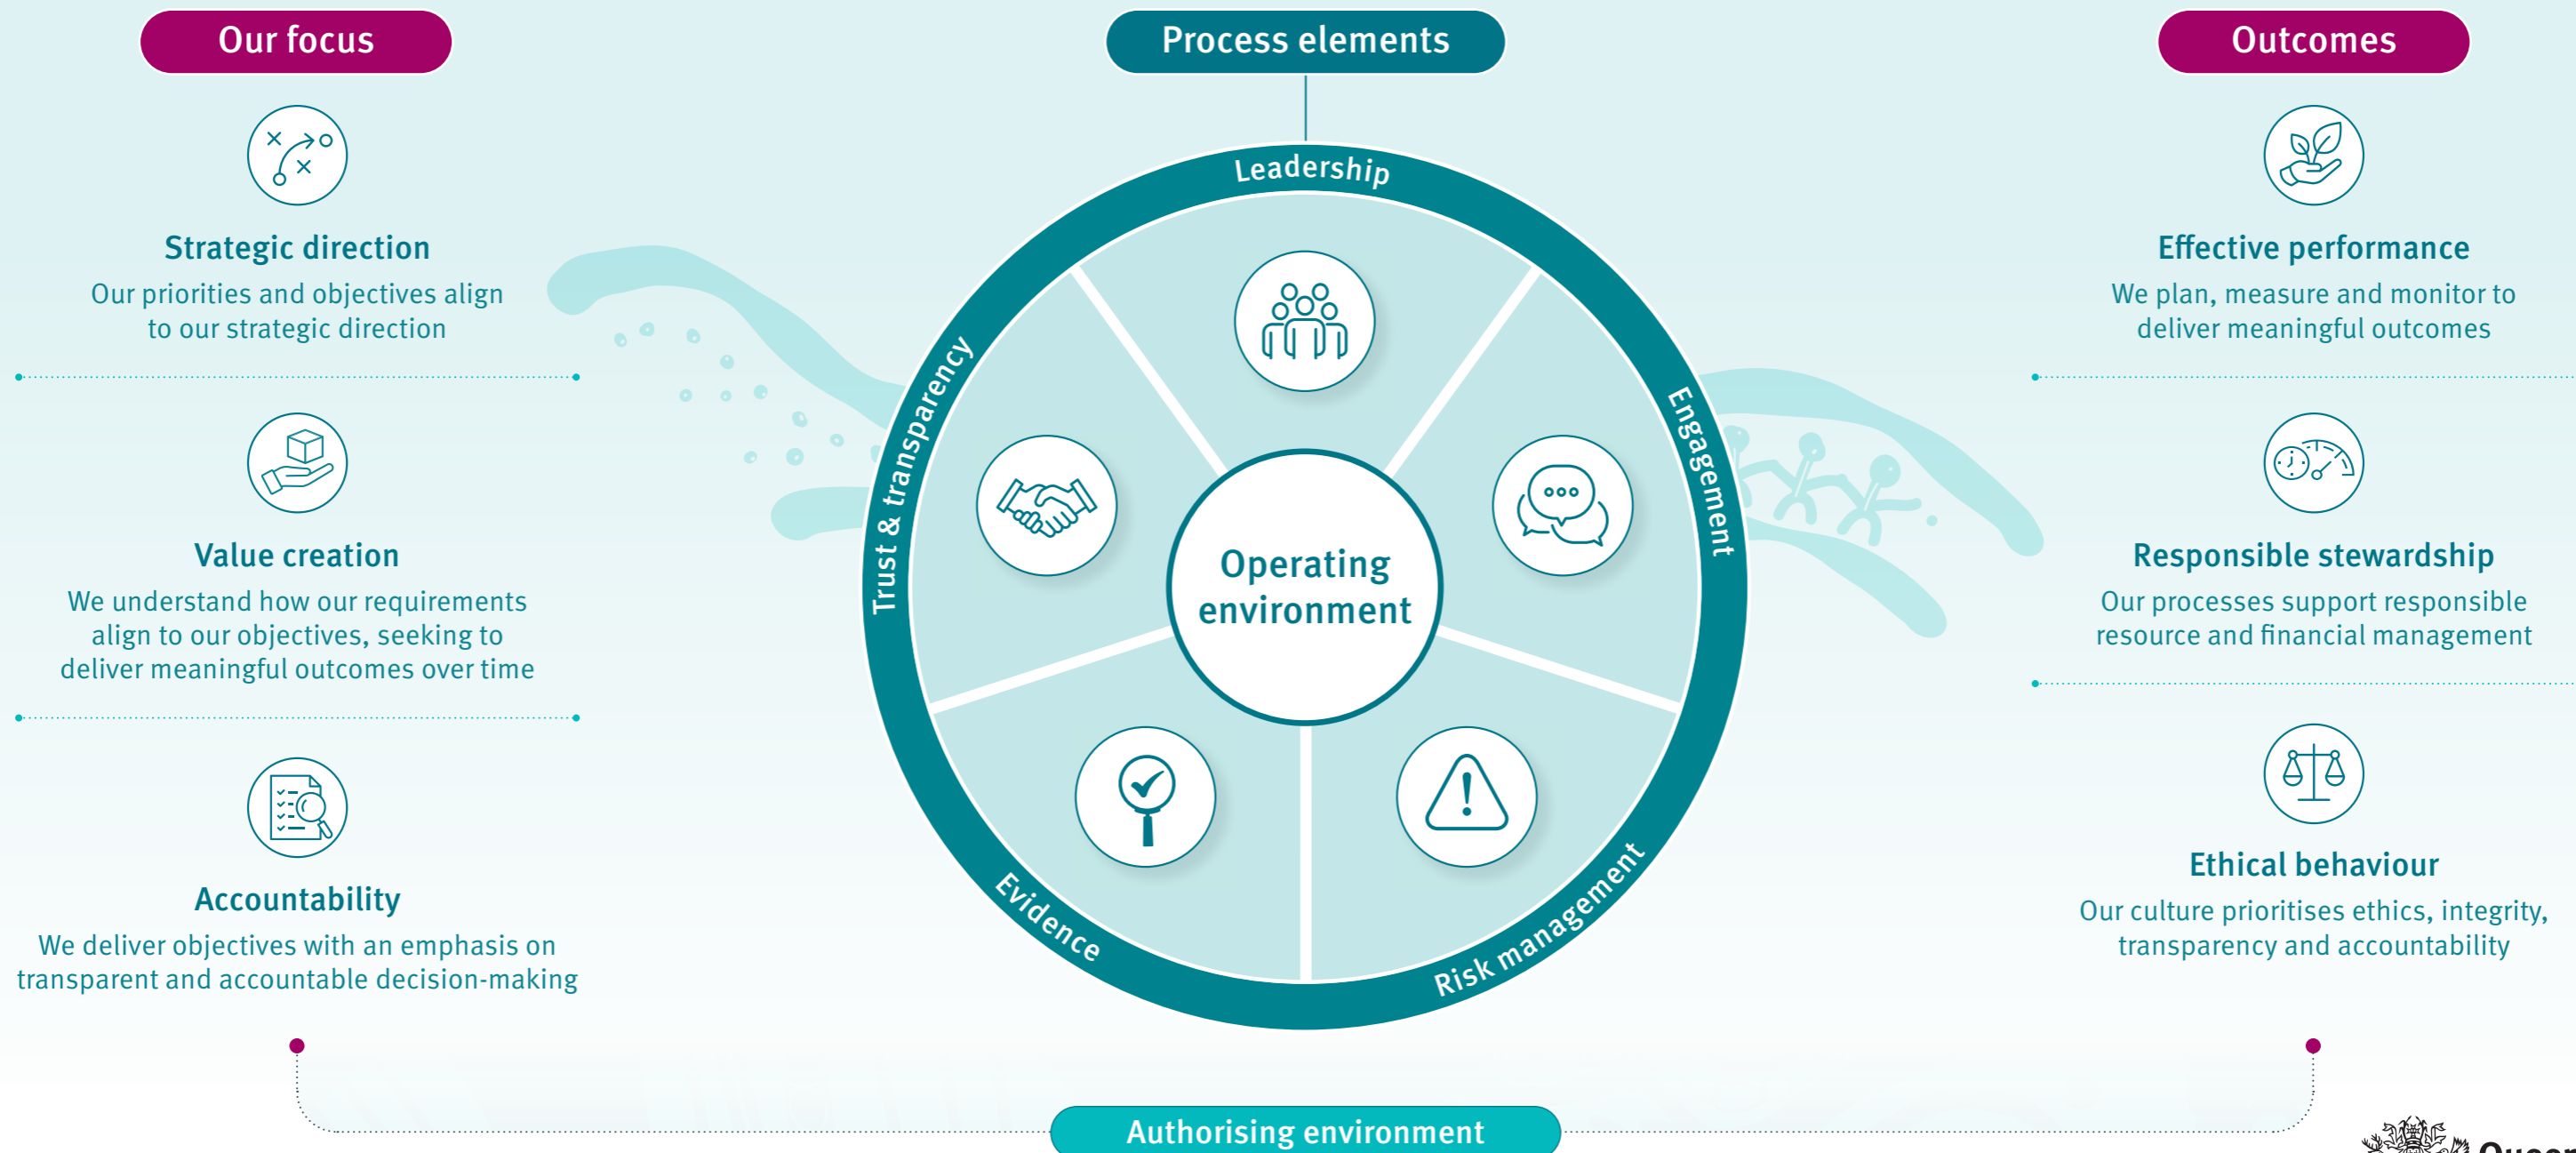 Our focus
Strategic direction
Our priorities and objectives align
to our strategic direction
Value creation
We understand how our requirements
align to our objectives, seeking to
deliver meaningful outcomes over time
Accountability
We deliver objectives with an emphasis on
transparent and accountable decision-making
Process elements
Leadership
Engagement
Risk management
Evidence
Trust & transparency
Operating
environment
Outcomes
Effective performance
We plan, measure and monitor to
deliver meaningful outcomes
Responsible stewardship
Our processes support responsible
resource and financial management
Ethical behaviour
Our culture prioritises ethics, integrity,
transparency and accountability
Authorising environment